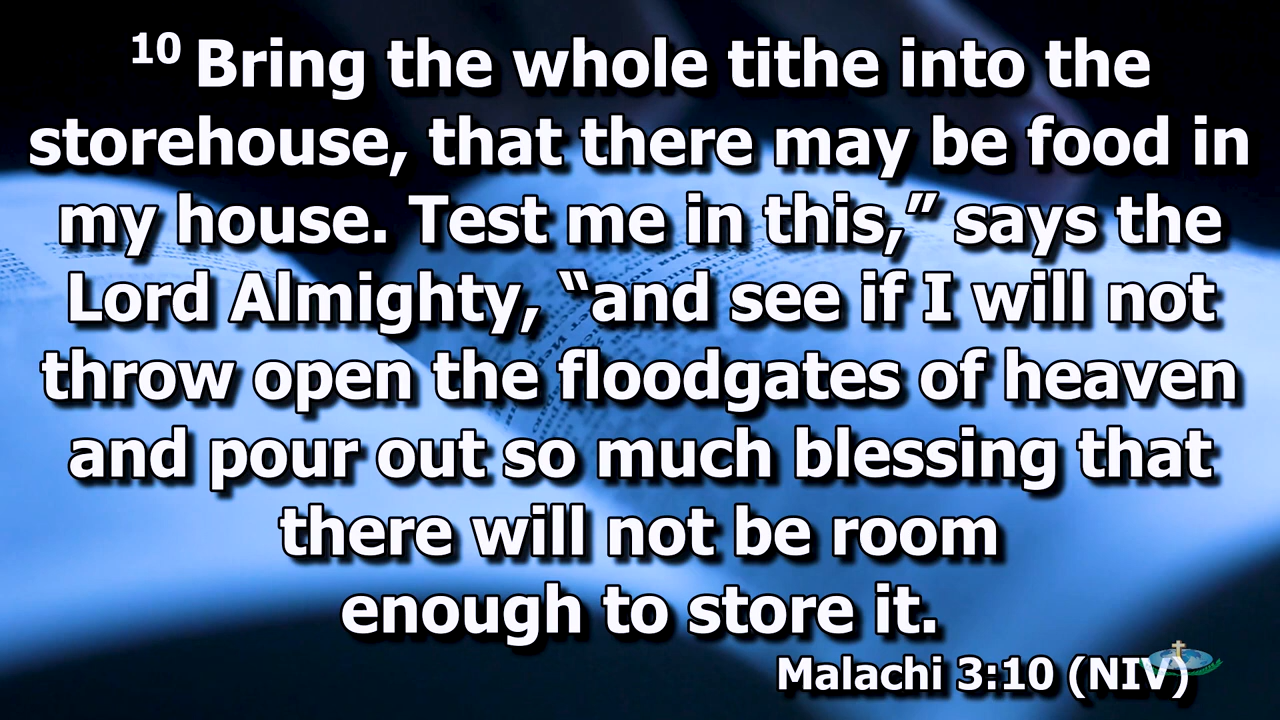 10 Bring the whole tithe into the
storehouse, that there may be food in
my house. Test me in this,” says the
Lord Almighty, “and see if I will not
throw open the floodgates of heaven
and pour out so much blessing that
there will not be room
enough to store it.
Malachi 3:10 (NIV)